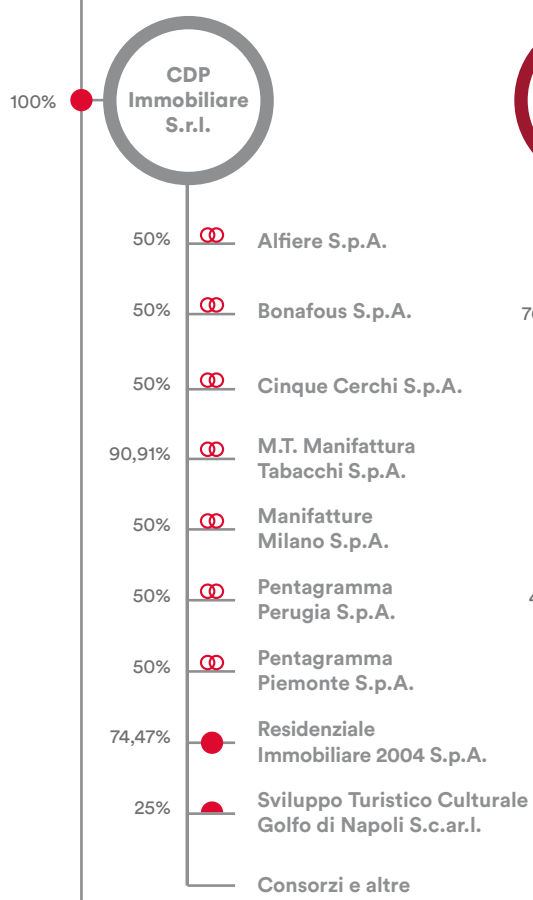 CDP
Immobiliare
S.r.l.
100%
50%
Alfiere S.p.A.
50%
Bonafous S.p.A.
50%
Cinque Cerchi S.p.A.
90,91%
M.T. Manifattura
Tabacchi S.p.A.
50%
Manifatture
Milano S.p.A.
50%
Pentagramma
Perugia S.p.A.
50%
Pentagramma
Piemonte S.p.A.
74,47%
Residenziale
Immobiliare 2004 S.p.A.
25%
Sviluppo Turistico Culturale
Golfo di Napoli S.c.ar.l.
Consorzi e altre